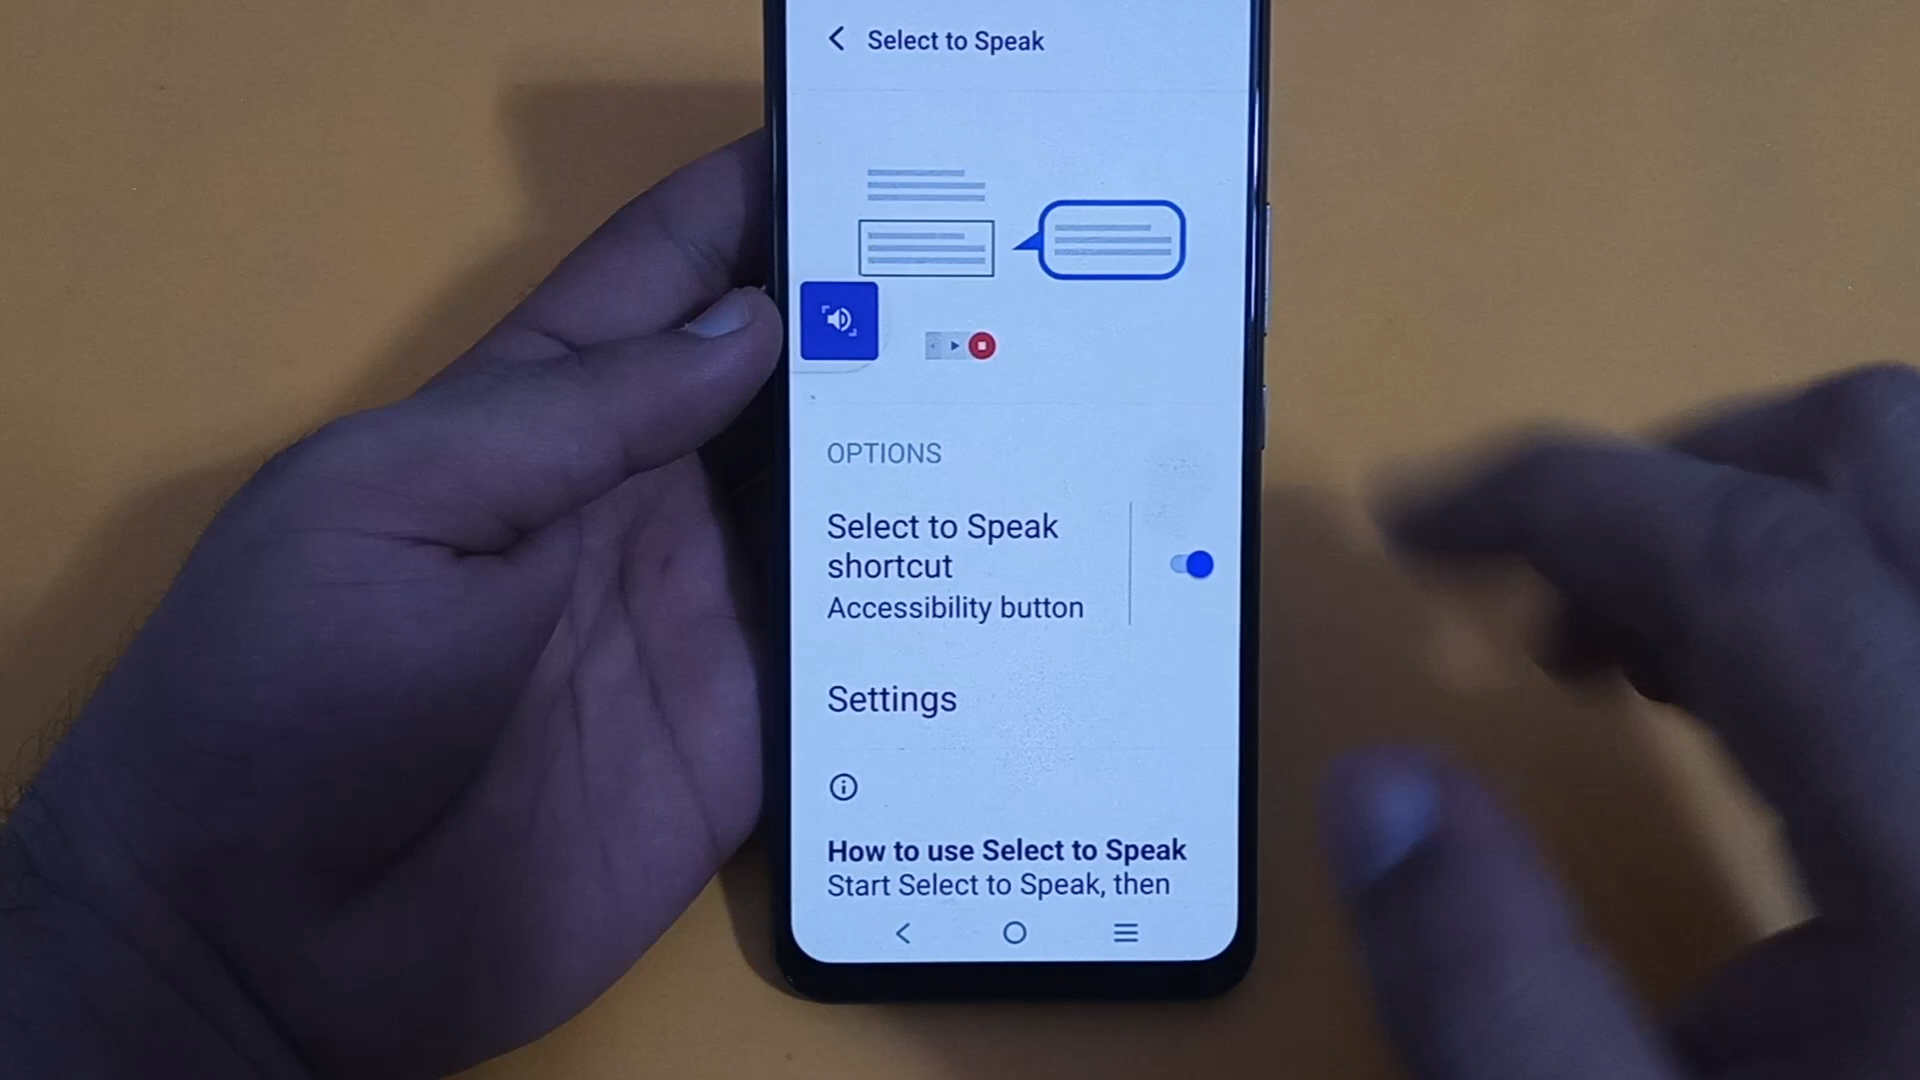 Select to Speak
OPTIONS
Select to Speak
shortcut
Accessibility button
Settings
How to use Select to Speak
Start Select to Speak, then